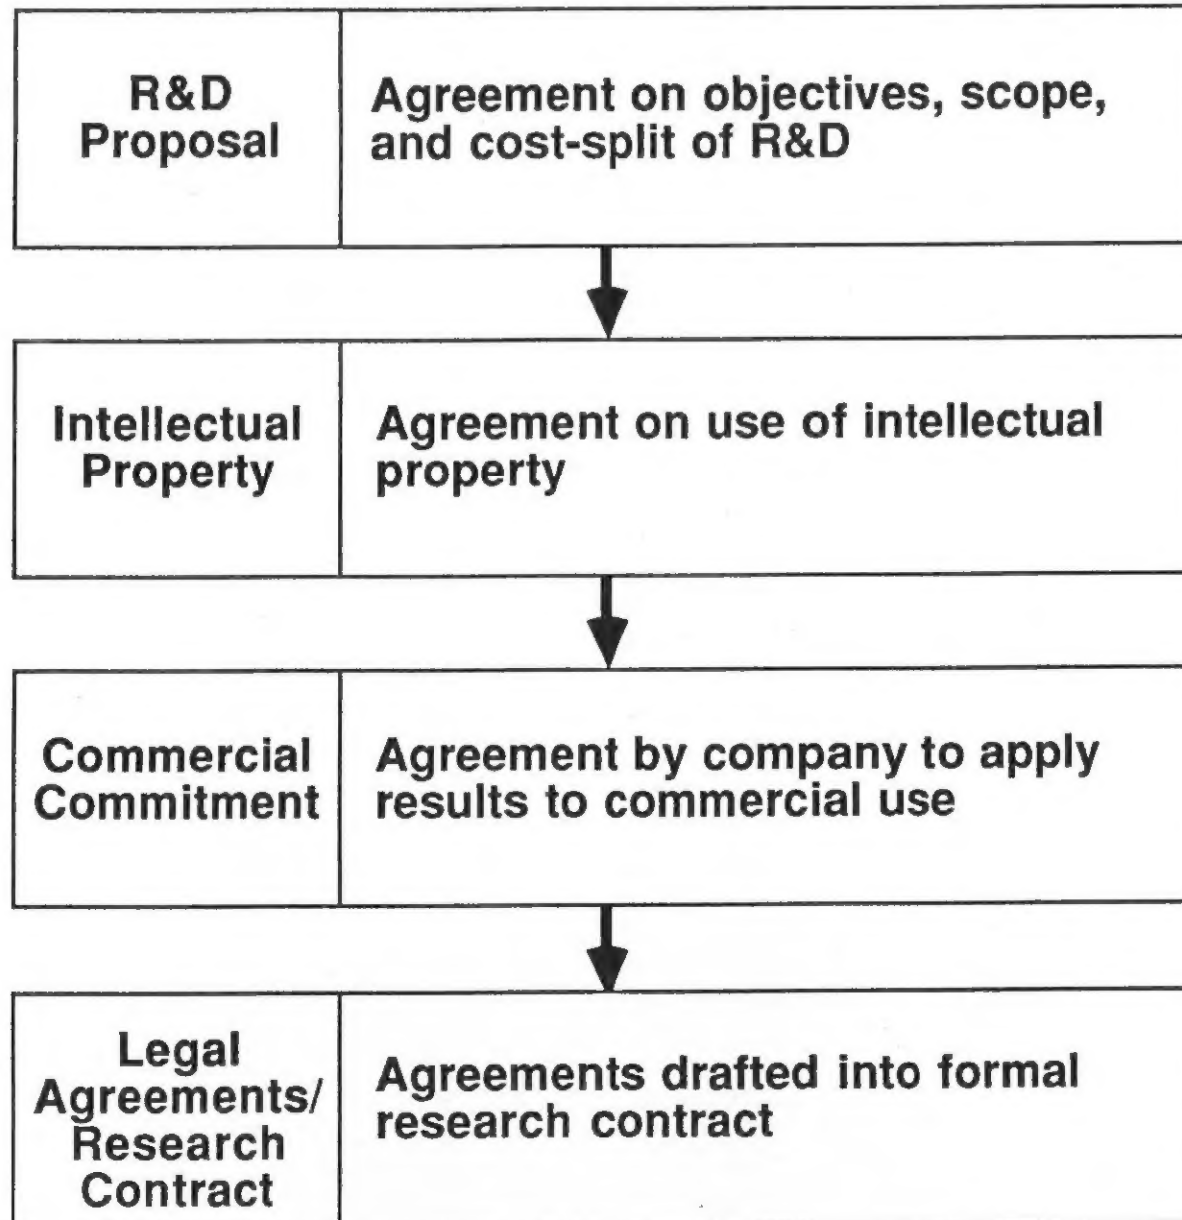 R&D
Proposal
Agreement on objectives, scope,
and cost-split of R&D
Intellectual
Property
Agreement on use of intellectual
property
Commercial
Commitment
Agreement by company to apply
results to commercial use
Legal
Agreements/
Research
Contract
Agreements drafted into formal
research contract